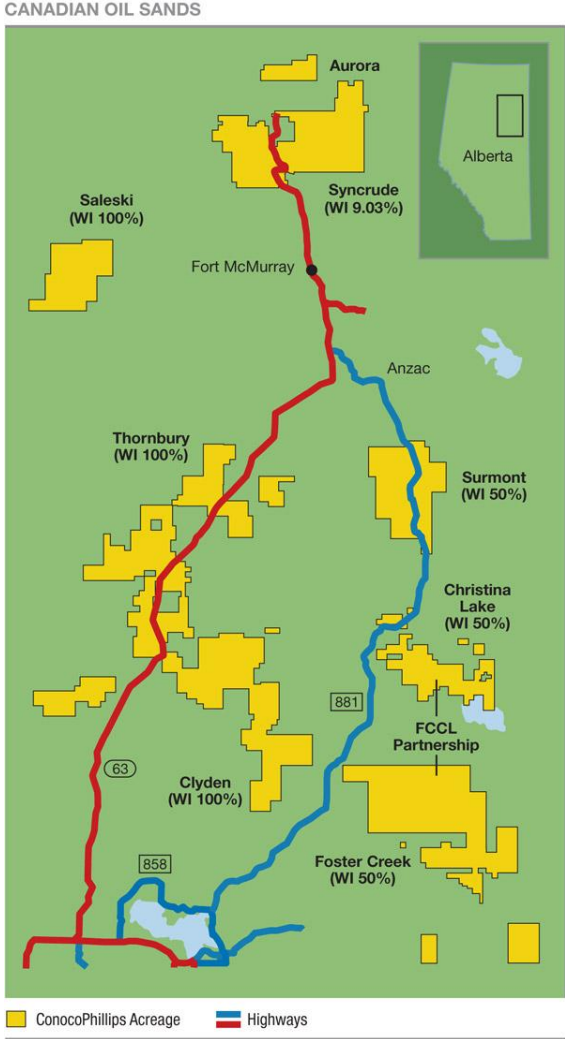 CANADIAN OIL SANDS
Aurora
Alberta
Syncrude
(WI 9.03%)
Saleski
(WI 100%)
Fort McMurray
Anzac
Thornbury
(WI 100%)
Surmont
(WI 50%)
Christina
Lake
(WI 50%)
881
FCCL
Partnership
63
Clyden
(WI 100%)
858
Foster Creek
(WI 50%)
ConocoPhillips Acreage
Highways